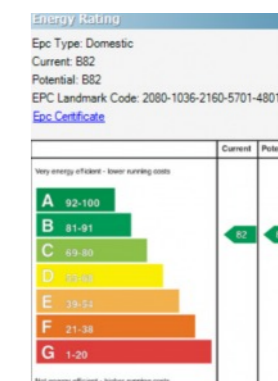 Energy Rating
Epc Type: Domestic
Current: B82
Potential: B82
EPC Landmark Code: 2080-1036-2160-5701-4801
Epc Certificate
Current
Very energy efficient - lower running costs
A 92-100
B 81-91
82
C 69-80
D
E 39-54
F 21-38
G 1-20